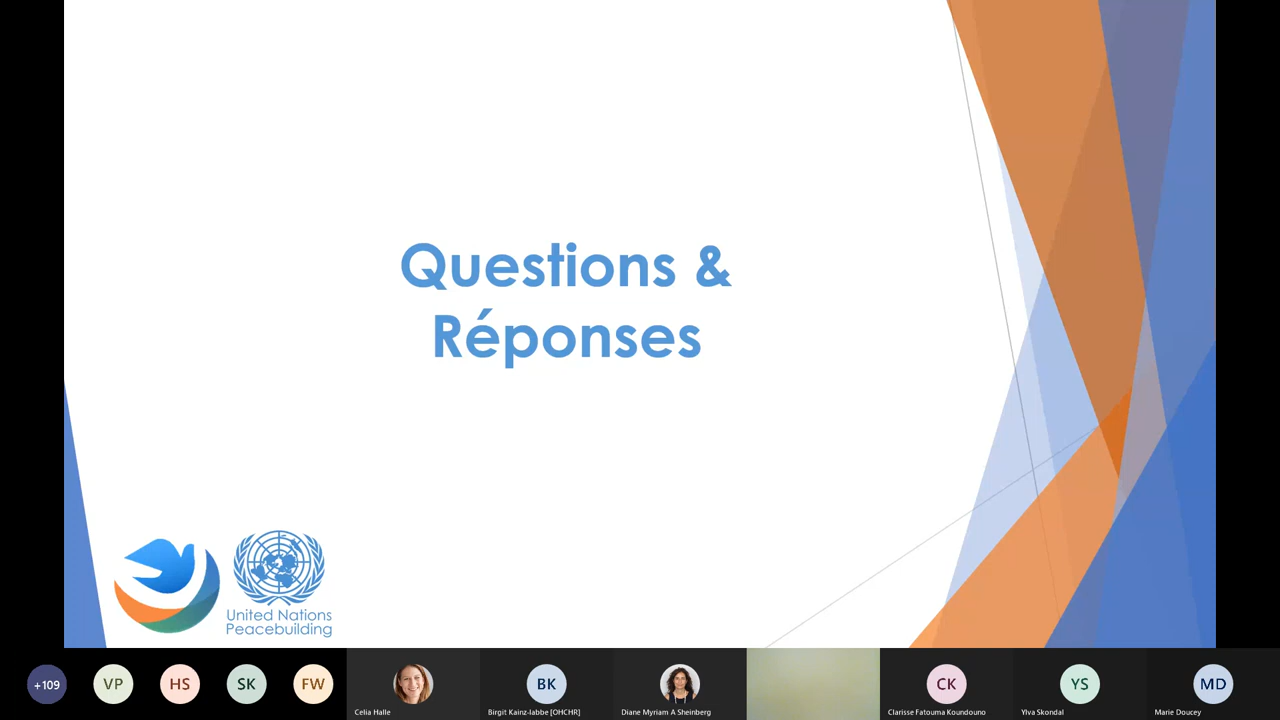 Questions &
Réponses
United Nations
Peacebuilding
+109
VP
HS
SK
FW
Celia Halle
BK
Birgit Kainz-labbe [OHCHR]
Diane Myriam A Sheinberg
CK
Clarisse Fatouma Koundouno
YS
Ylva Skondal
MD
Marie Doucey